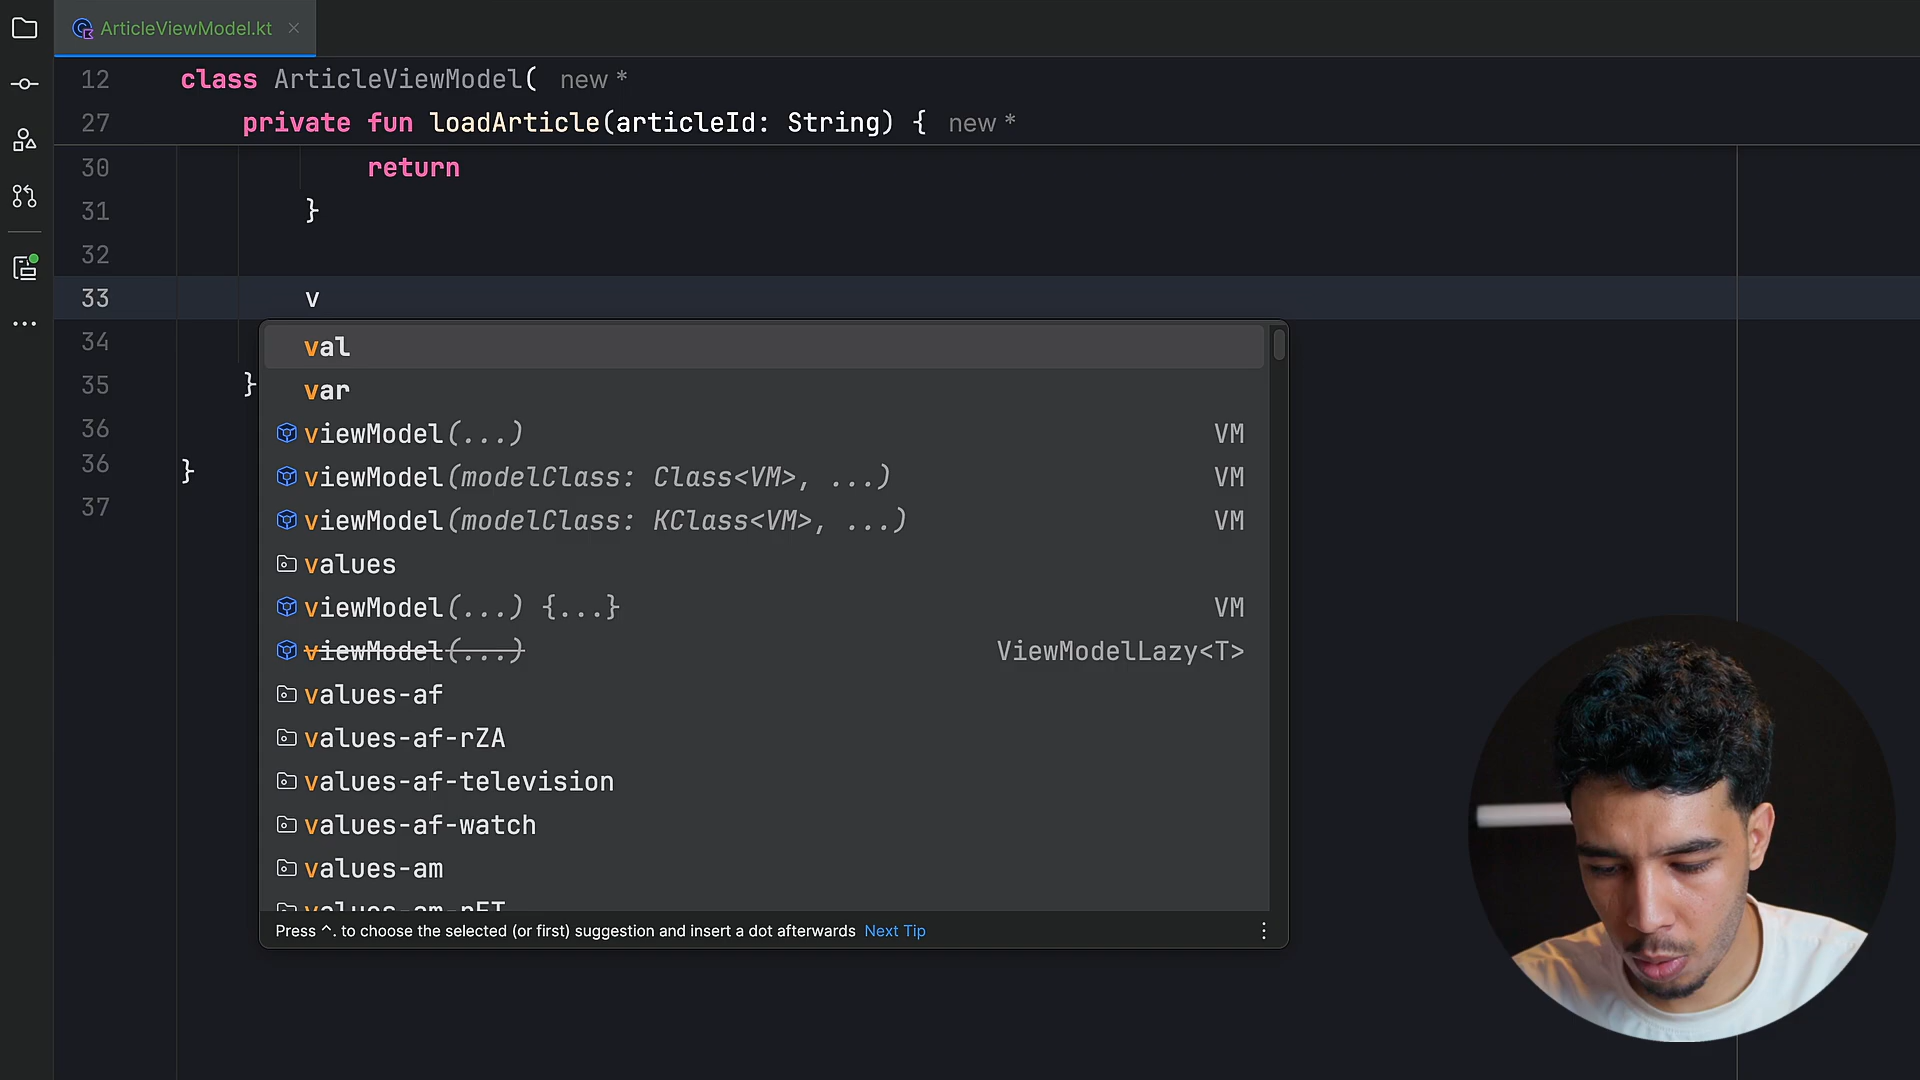 ArticleViewModel.kt
12 class ArticleViewModel( new *
27 private fun loadArticle(articleId: String) { new *
30 return
31 }
32
33 v
34
35 }
36
36 }
37
val
var
viewModel(...) VM
viewModel(modelClass: Class<VM>, ...) VM
viewModel(modelClass: KClass<VM>, ...) VM
values
viewModel(...) {...} VM
viewModel(...) ViewModelLazy<T>
values-af
values-af-rZA
values-af-television
values-af-watch
values-am
values-am-rET
Press ^. to choose the selected (or first) suggestion and insert a dot afterwards Next Tip